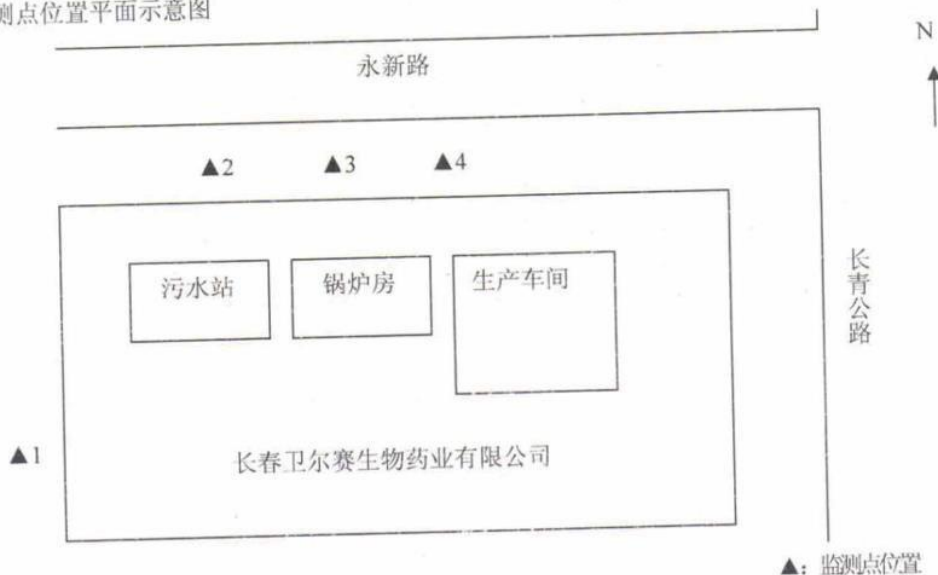 测点位置平面示意图
永新路
N
▲2
▲3
▲4
污水站
锅炉房
生产车间
长青公路
▲1
长春卫尔赛生物药业有限公司
▲：监测点位置